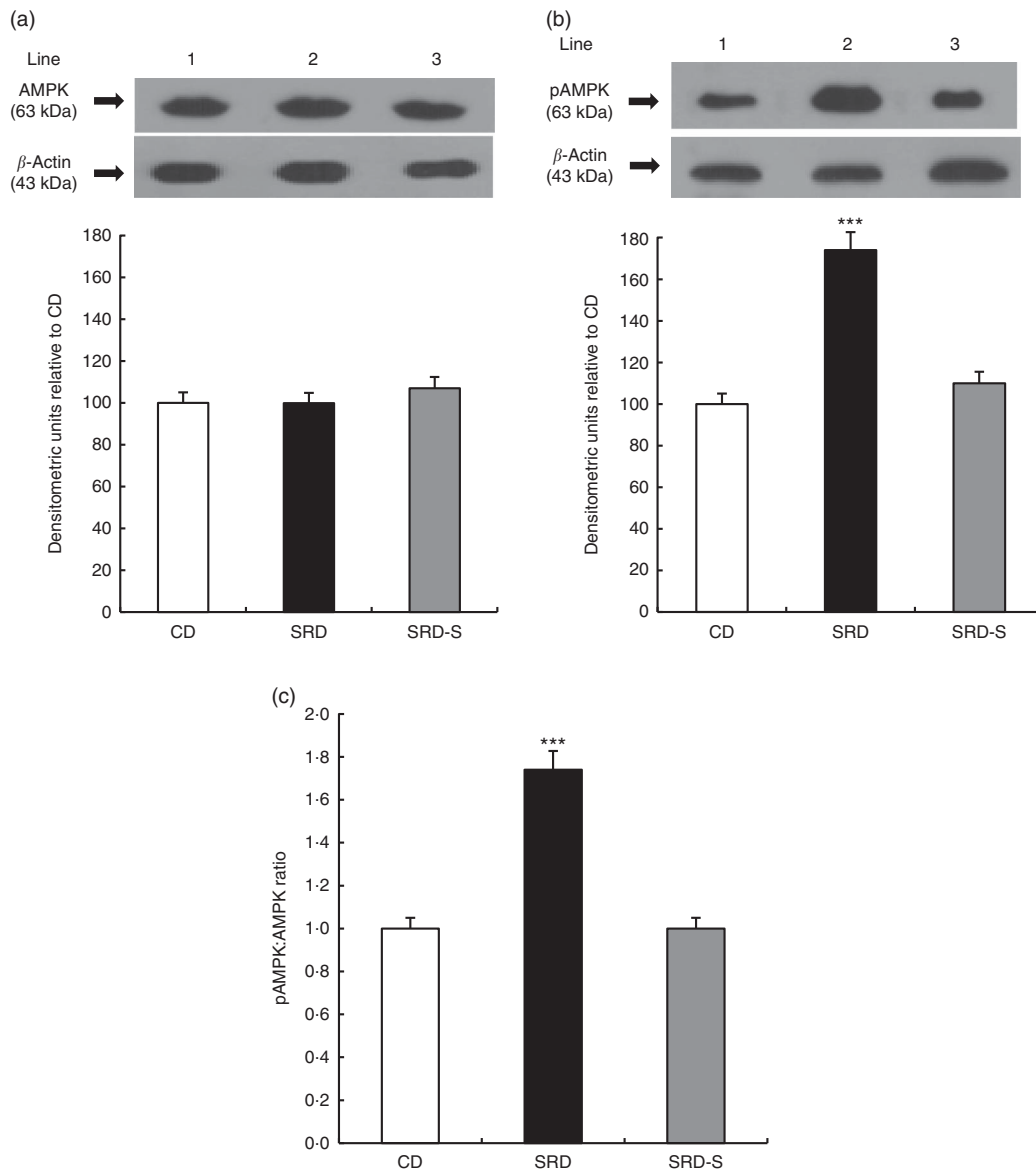 (a)
Line 1 2 3
AMPK
(63 kDa)
β-Actin
(43 kDa)
Densitometric units relative to CD
180
160
140
120
100
80
60
40
20
0
CD SRD SRD-S
(b)
Line 1 2 3
pAMPK
(63 kDa)
β-Actin
(43 kDa)
Densitometric units relative to CD
***
180
160
140
120
100
80
60
40
20
0
CD SRD SRD-S
(c)
pAMPK:AMPK ratio
2·0
***
1·8
1·6
1·4
1·2
1·0
0·8
0·6
0·4
0·2
0·0
CD SRD SRD-S